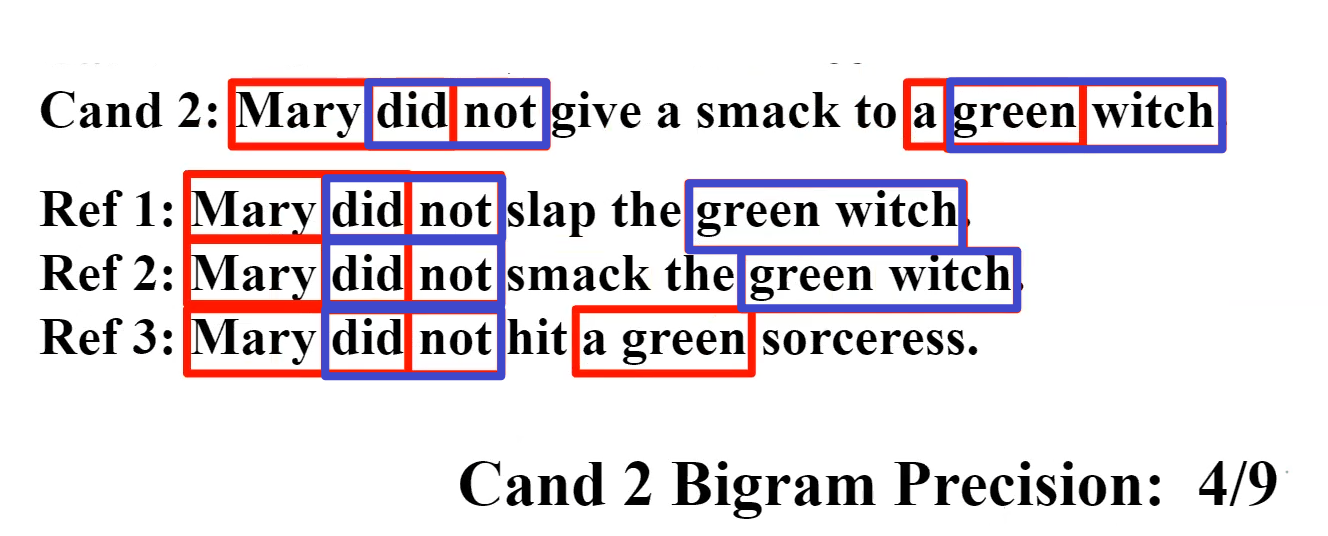 Cand 2: Mary did not give a smack to a green witch.
Ref 1: Mary did not slap the green witch.
Ref 2: Mary did not smack the green witch.
Ref 3: Mary did not hit a green sorceress.
Cand 2 Bigram Precision: 4/9